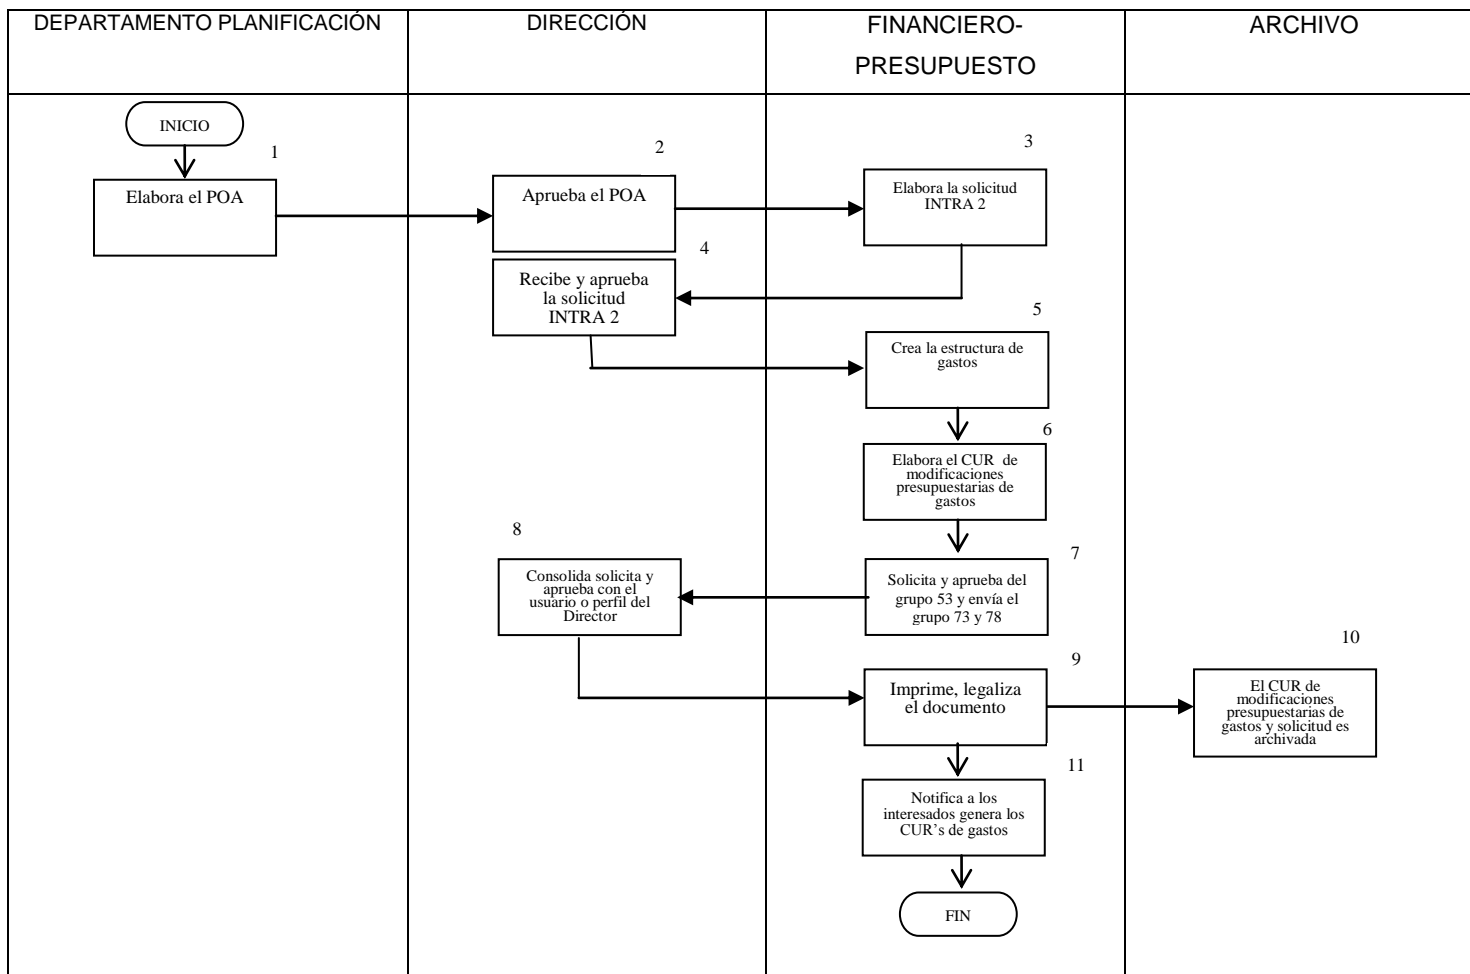 DEPARTAMENTO PLANIFICACIÓN
DIRECCIÓN
FINANCIERO-
PRESUPUESTO
ARCHIVO
INICIO
1
Elabora el POA
2
Aprueba el POA
3
Elabora la solicitud
INTRA 2
4
Recibe y aprueba
la solicitud
INTRA 2
5
Crea la estructura de
gastos
6
Elabora el CUR de
modificaciones
presupuestarias de
gastos
7
Solicita y aprueba del
grupo 53 y envía el
grupo 73 y 78
8
Consolida solicita y
aprueba con el
usuario o perfil del
Director
9
Imprime, legaliza
el documento
10
El CUR de
modificaciones
presupuestarias de
gastos y solicitud es
archivada
11
Notifica a los
interesados genera los
CUR's de gastos
FIN